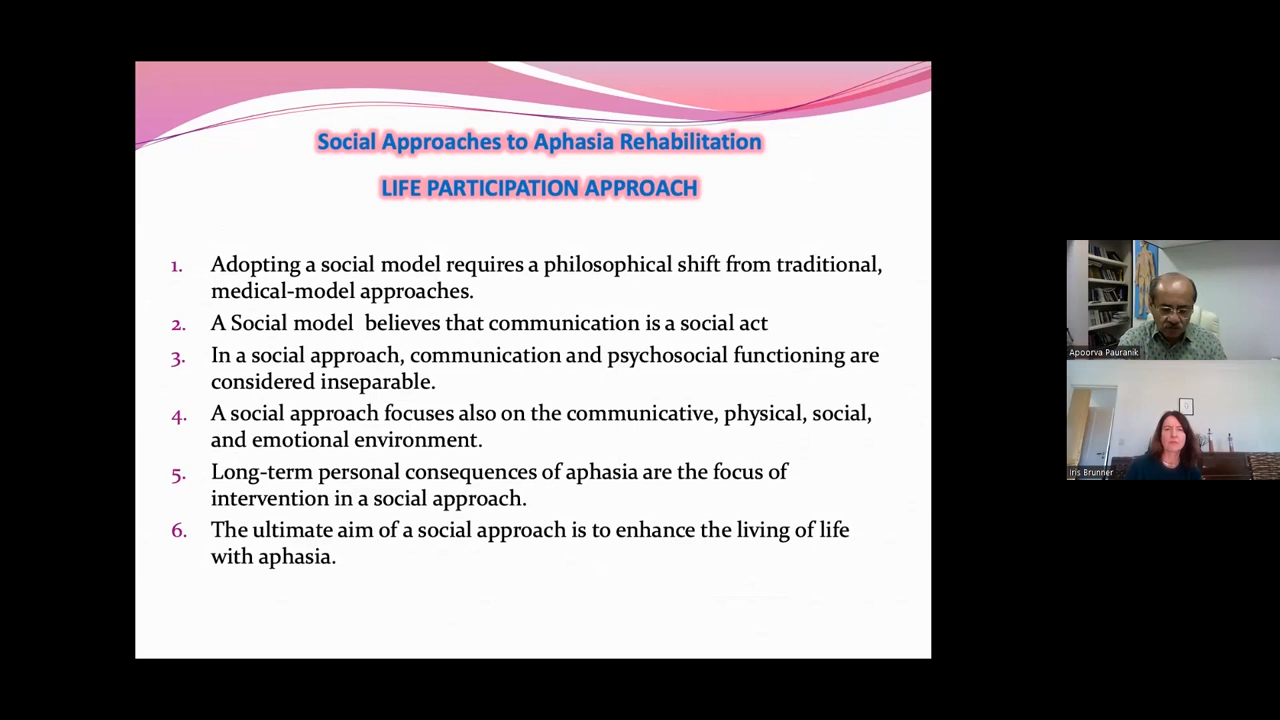 Social Approaches to Aphasia Rehabilitation
LIFE PARTICIPATION APPROACH
1. Adopting a social model requires a philosophical shift from traditional,
medical-model approaches.
2. A Social model believes that communication is a social act
3. In a social approach, communication and psychosocial functioning are
considered inseparable.
4. A social approach focuses also on the communicative, physical, social,
and emotional environment.
5. Long-term personal consequences of aphasia are the focus of
intervention in a social approach.
6. The ultimate aim of a social approach is to enhance the living of life
with aphasia.
Apoorva Pauranik
Iris Brunner